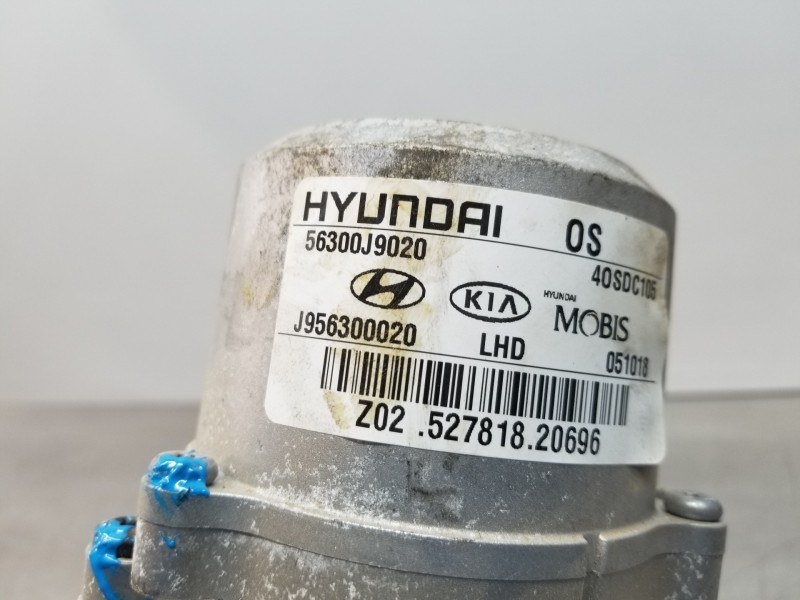 HYUNDAI OS
56300J9020 40SDC105
KIA HYUNDAI
MOBIS
J956300020 LHD 051018
Z02 .527818.20696